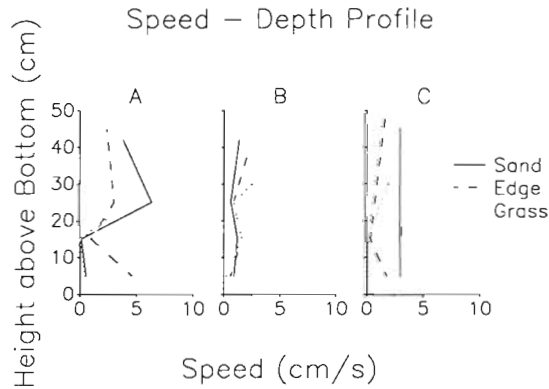 Speed – Depth Profile
Height above Bottom (cm)
A
B
C
50
40
30
20
10
0
0
5
10
0
5
10
0
5
10
Sand
Edge
Grass
Speed (cm/s)